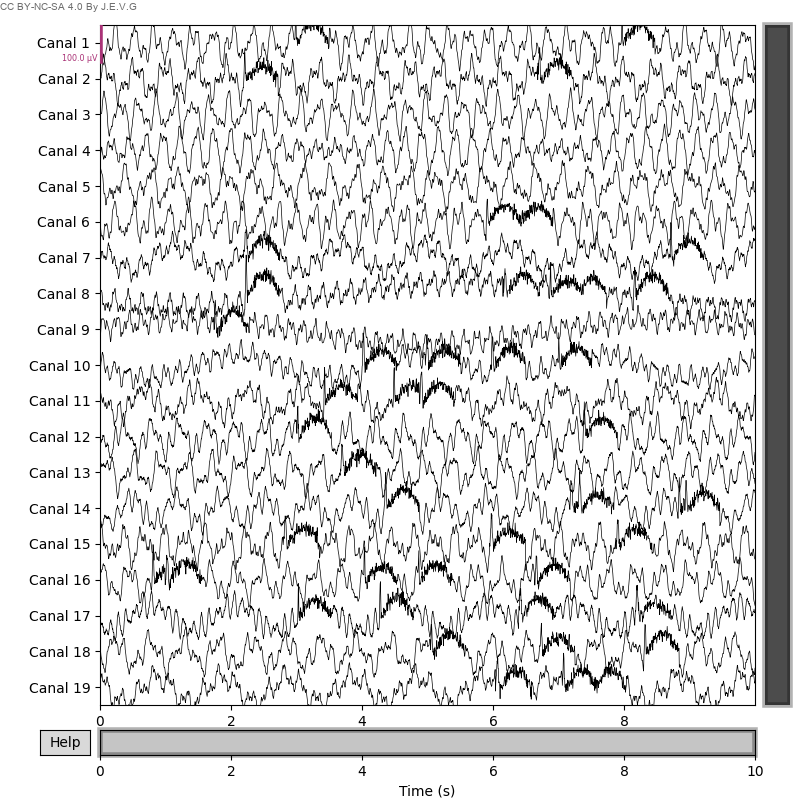 CC BY-NC-SA 4.0 By J.E.V.G
Canal 1
100.0 µV
Canal 2
Canal 3
Canal 4
Canal 5
Canal 6
Canal 7
Canal 8
Canal 9
Canal 10
Canal 11
Canal 12
Canal 13
Canal 14
Canal 15
Canal 16
Canal 17
Canal 18
Canal 19
0 2 4 6 8
Help
0 2 4 6 8 10
Time (s)